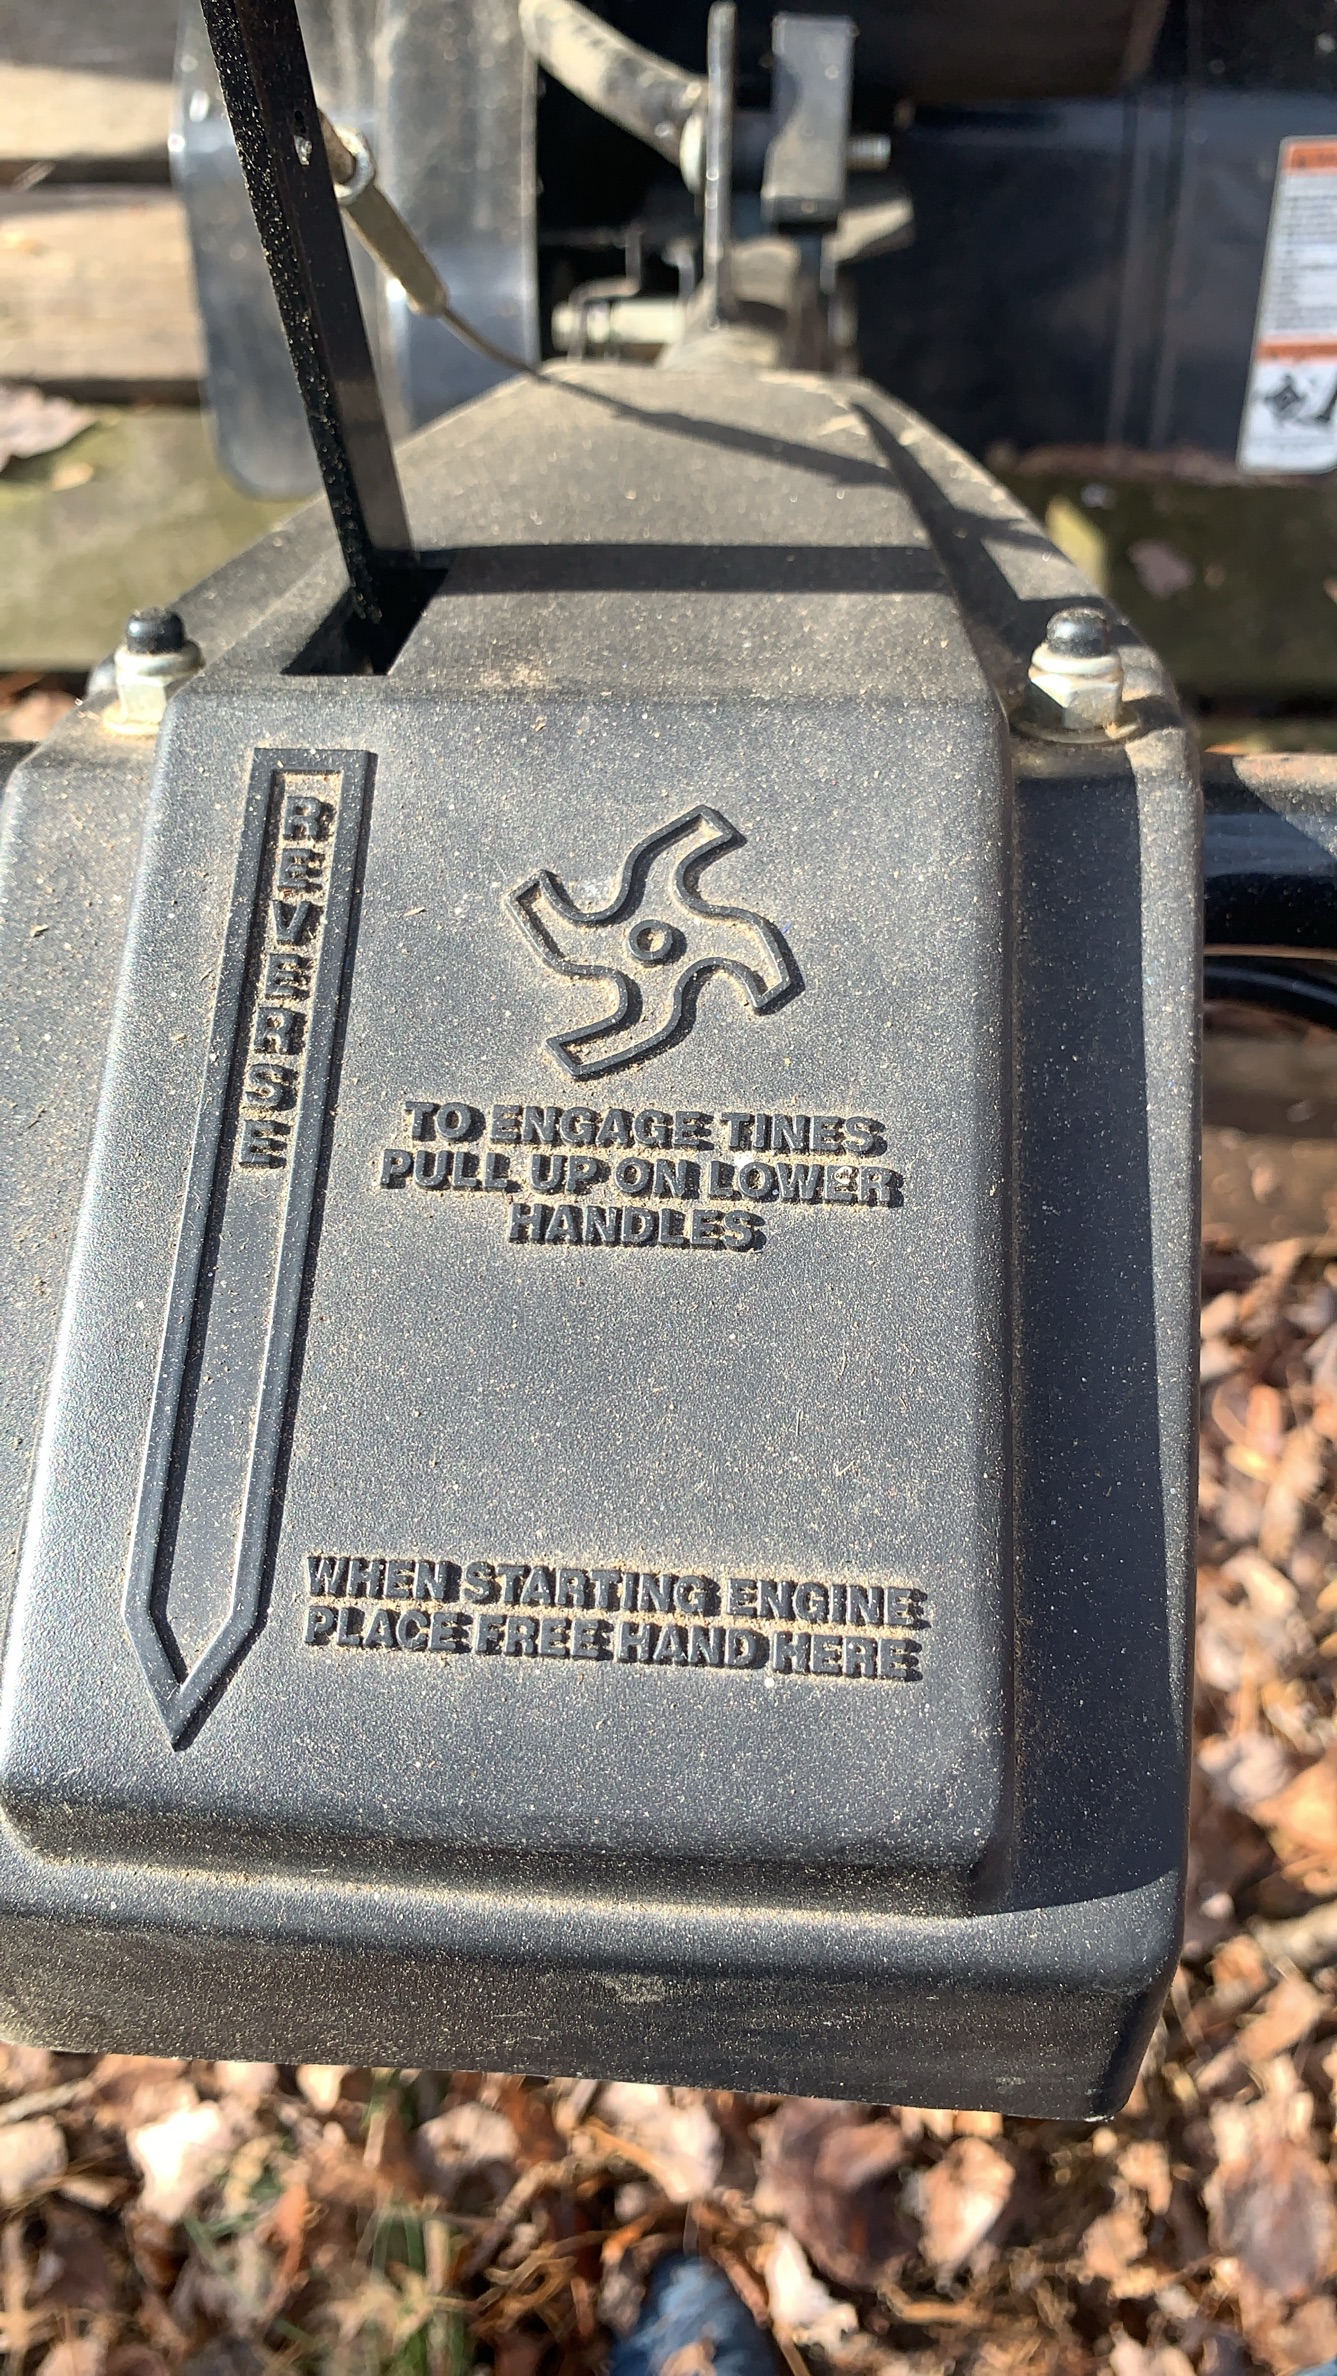 REVERSE
TO ENGAGE TINES
PULL UP ON LOWER
HANDLES
WHEN STARTING ENGINE
PLACE FREE HAND HERE